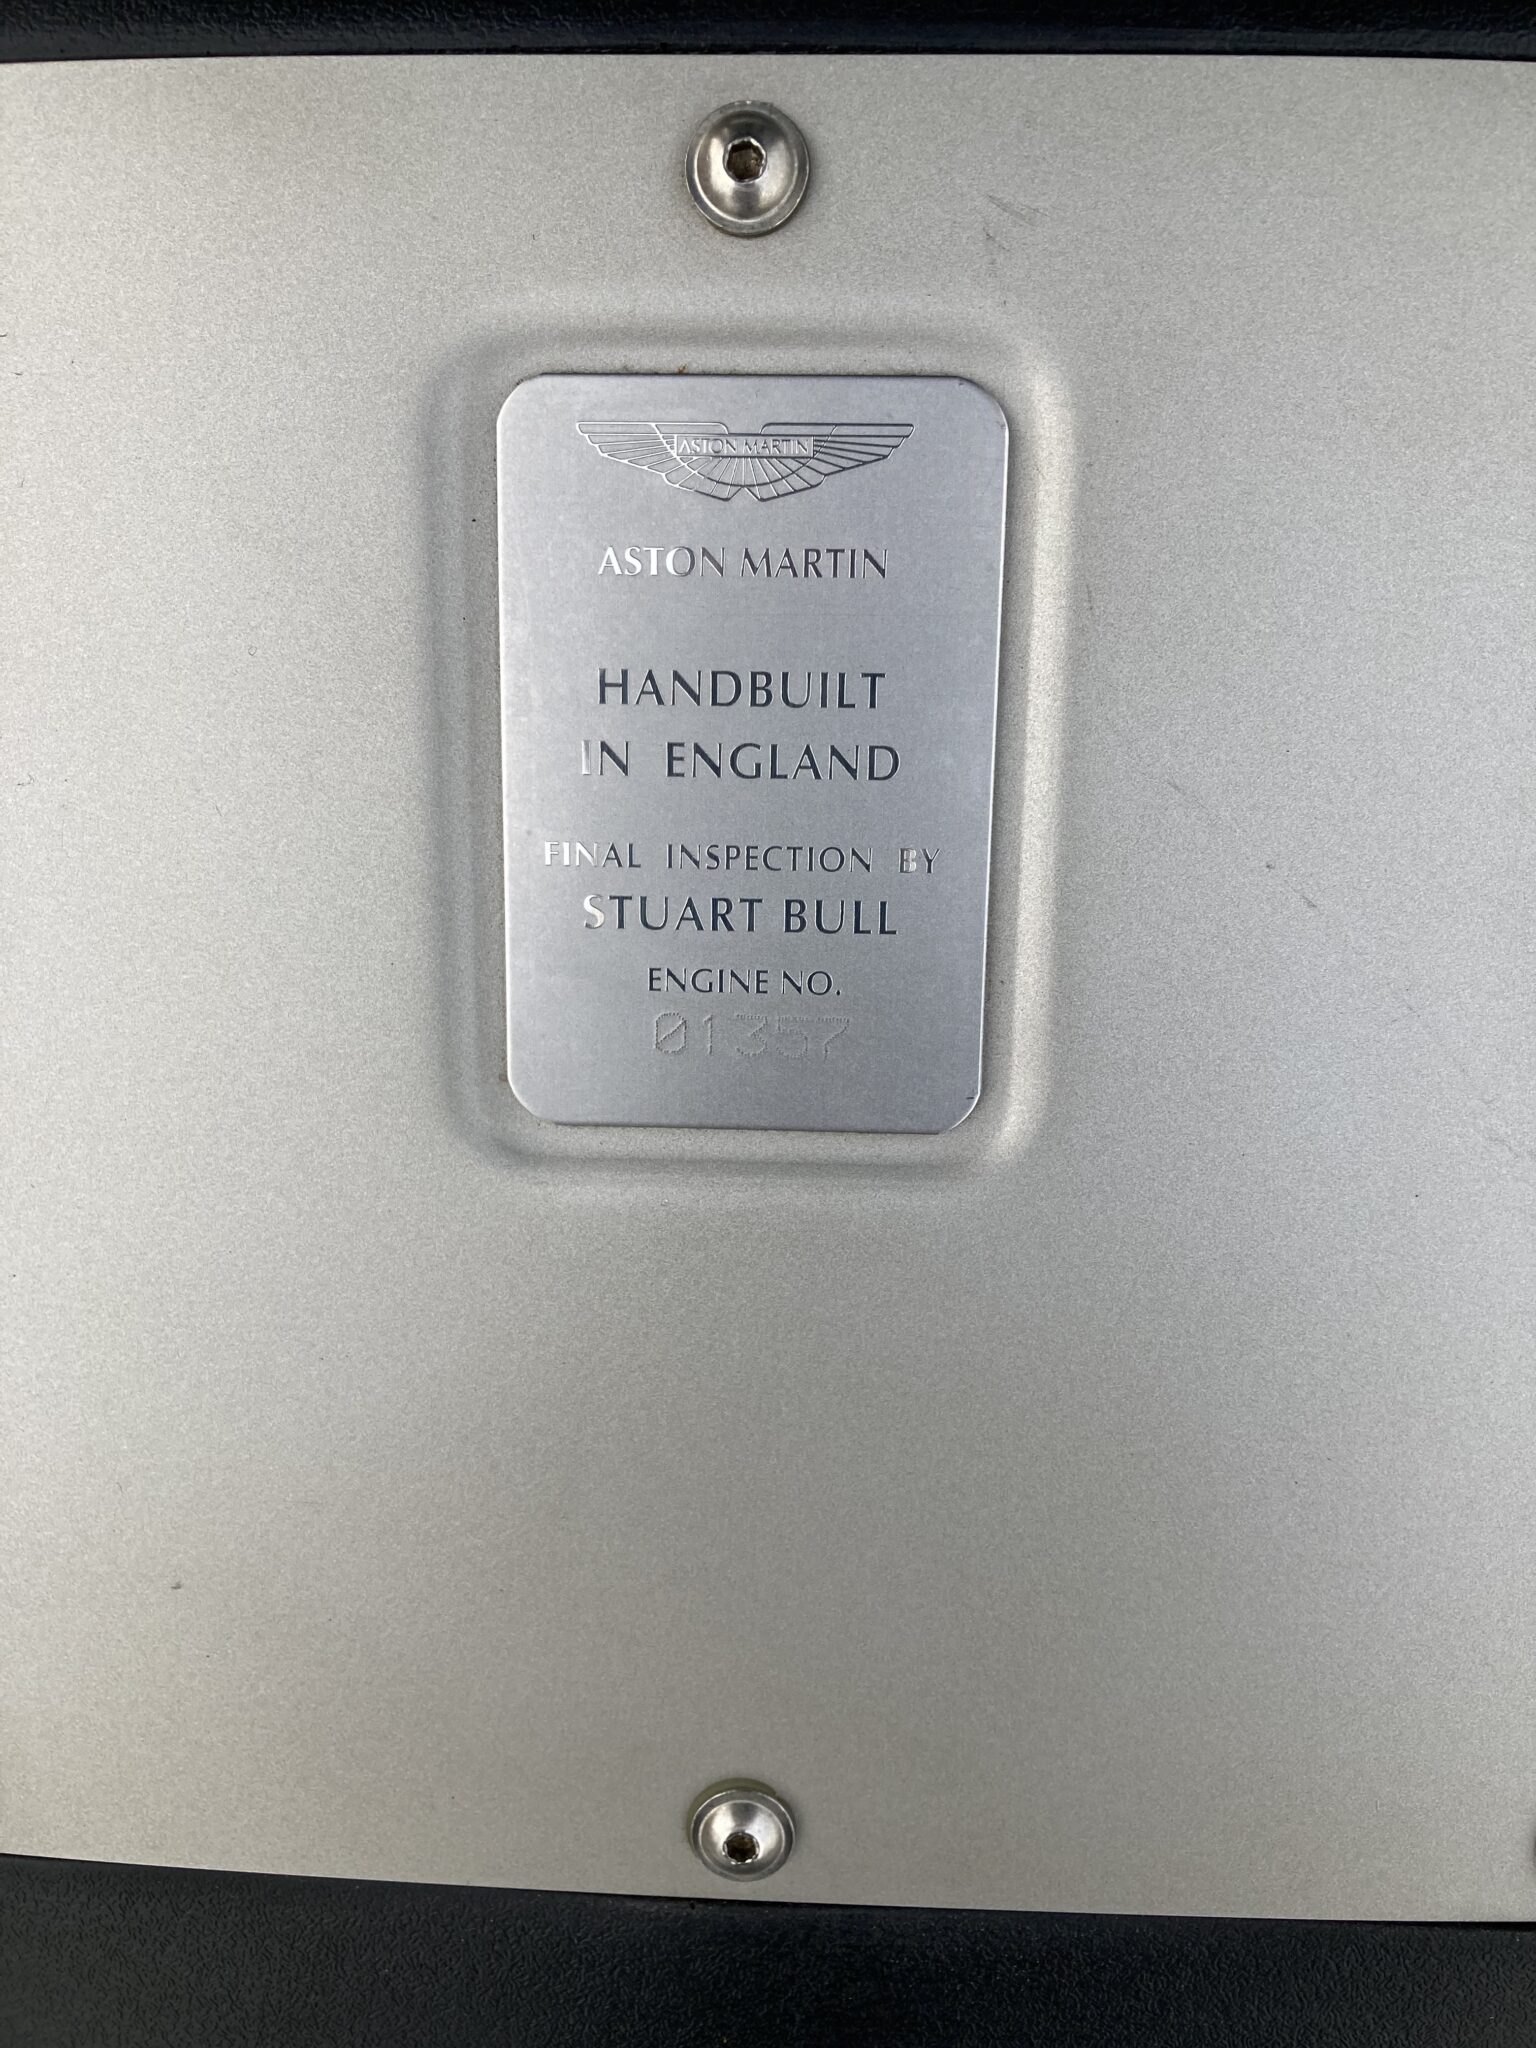 ASTON MARTIN
ASTON MARTIN
HANDBUILT
IN ENGLAND
FINAL INSPECTION BY
STUART BULL
ENGINE NO.
01357